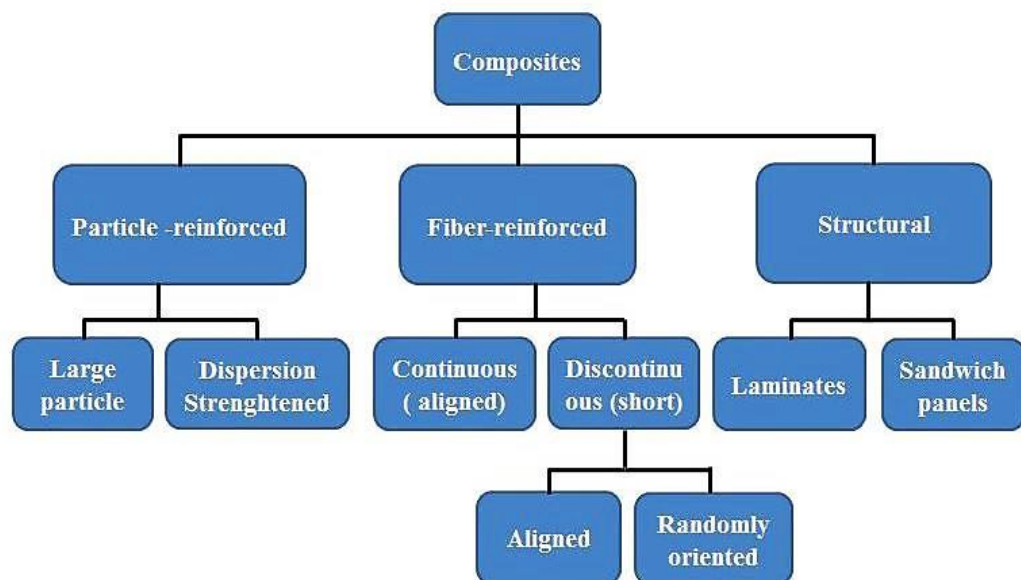 Composites
Particle -reinforced
Fiber-reinforced
Structural
Large
particle
Dispersion
Strenghtened
Continuous
( aligned)
Discontinu
ous (short)
Laminates
Sandwich
panels
Aligned
Randomly
oriented